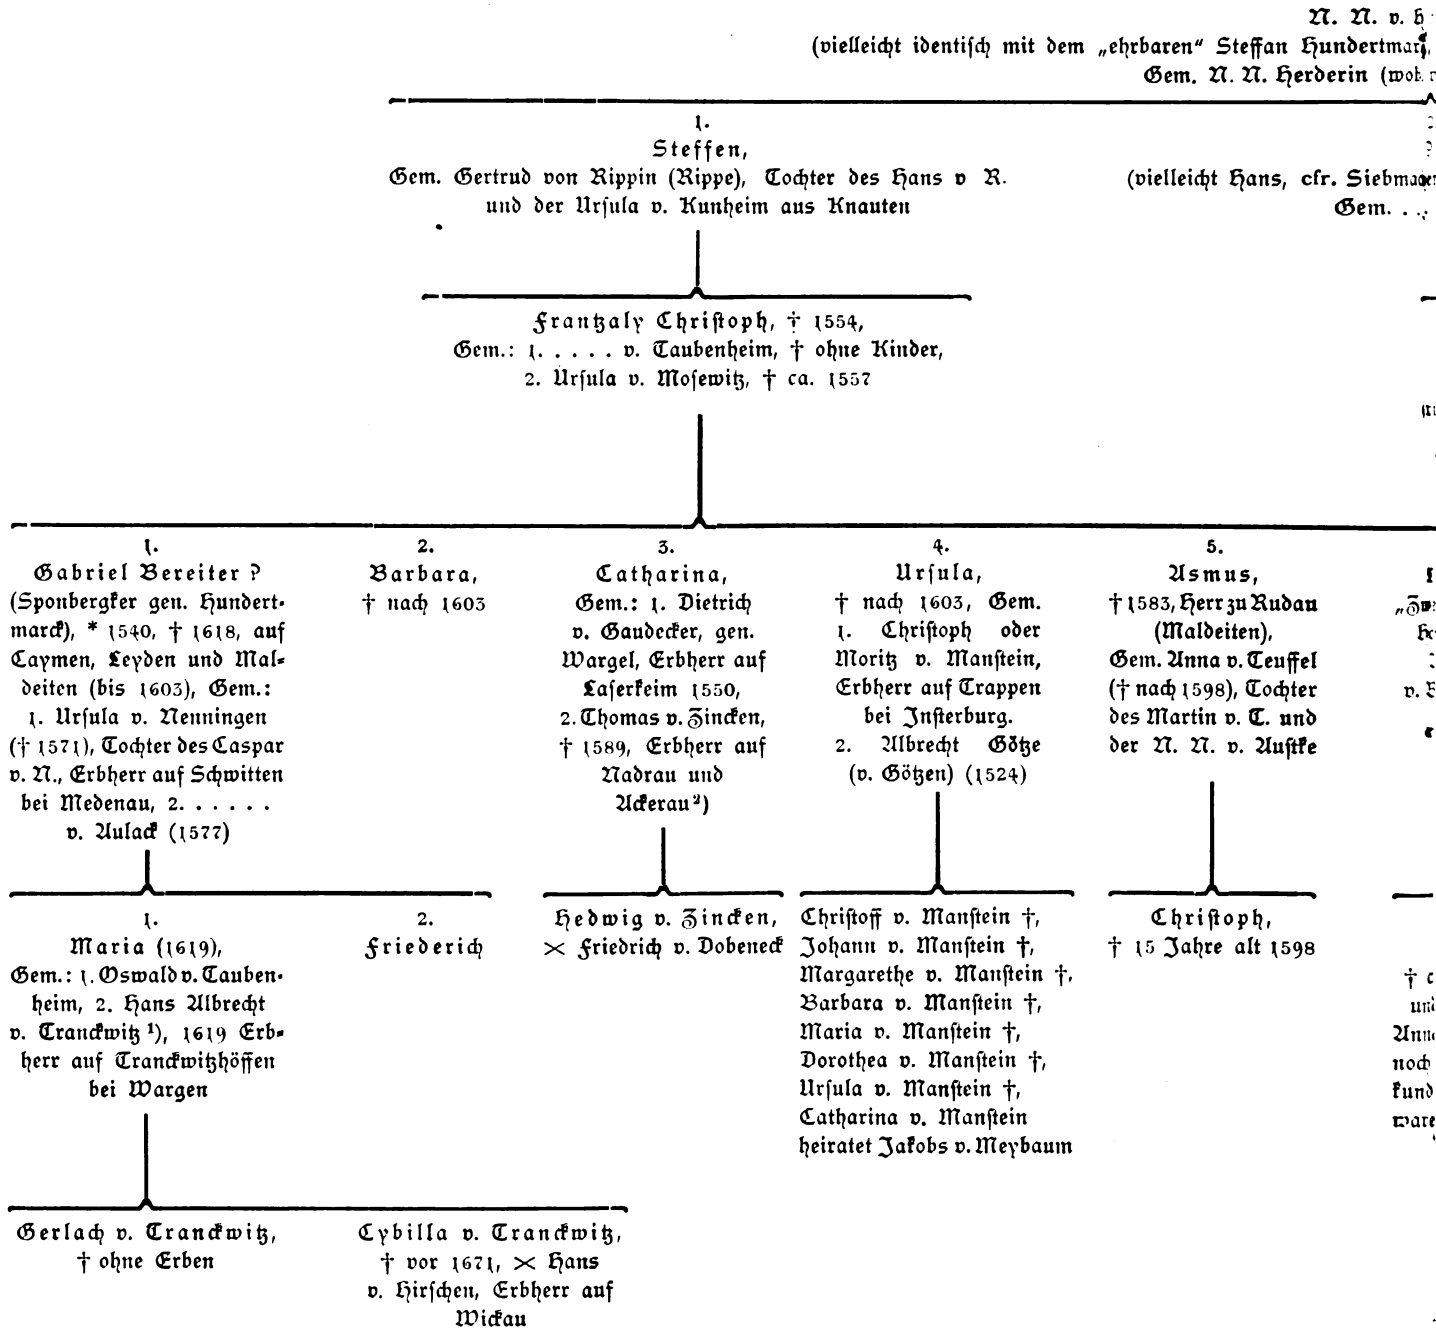 N. N. v. H
(vielleicht identiſch mit dem „ehrbaren“ Steffan Hundertmark,
Gem. N. N. Herderin
1.
Steffen,
Gem. Gertrud von Rippin (Rippe), Tochter des Hans v R.
und der Urſula v. Kunheim aus Knauten
(vielleicht Hans, cfr. Siebmacher
Gem. . .
Frantzaly Chriſtoph, † 1554,
Gem.: 1. . . . . v. Taubenheim, † ohne Kinder,
2. Urſula v. Moſewitz, † ca. 1557
1.
Gabriel Bereiter ?
(Sponbergker gen. Hundert-
marck), * 1540, † 1618, auf
Caymen, Leyden und Mal-
deiten (bis 1603), Gem.:
1. Urſula v. Nenningen
(† 1571), Tochter des Caspar
v. N., Erbherr auf Schwitten
bei Medenau, 2. . . . . .
v. Aulack (1577)
2.
Barbara,
† nach 1603
3.
Catharina,
Gem.: 1. Dietrich
v. Gaudecker, gen.
Wargel, Erbherr auf
Laſerkeim 1550,
2. Thomas v. Zincken,
† 1589, Erbherr auf
Nadrau und
Ackerau ²)
4.
Urſula,
† nach 1603, Gem.
1. Chriſtoph oder
Moritz v. Manſtein,
Erbherr auf Trappen
bei Inſterburg.
2. Albrecht Götze
(v. Götzen) (1524)
5.
Asmus,
† 1583, Herr zu Rudau
(Maldeiten),
Gem. Anna v. Teuffel
(† nach 1598), Tochter
des Martin v. T. und
der N. N. v. Auſtke
1.
Maria (1619),
Gem.: 1. Oswald v. Tauben-
heim, 2. Hans Albrecht
v. Tranckwitz ¹), 1619 Erb-
herr auf Tranckwitzhöffen
bei Wargen
2.
Friederich
Hedwig v. Zincken,
× Friedrich v. Dobeneck
Chriſtoff v. Manſtein †,
Johann v. Manſtein †,
Margarethe v. Manſtein †,
Barbara v. Manſtein †,
Maria v. Manſtein †,
Dorothea v. Manſtein †,
Urſula v. Manſtein †,
Catharina v. Manſtein
heiratet Jakobs v. Meybaum
Chriſtoph,
† 15 Jahre alt 1598
Gerlach v. Tranckwitz,
† ohne Erben
Cybilla v. Tranckwitz,
† vor 1671, × Hans
v. Hirſchen, Erbherr auf
Wickau